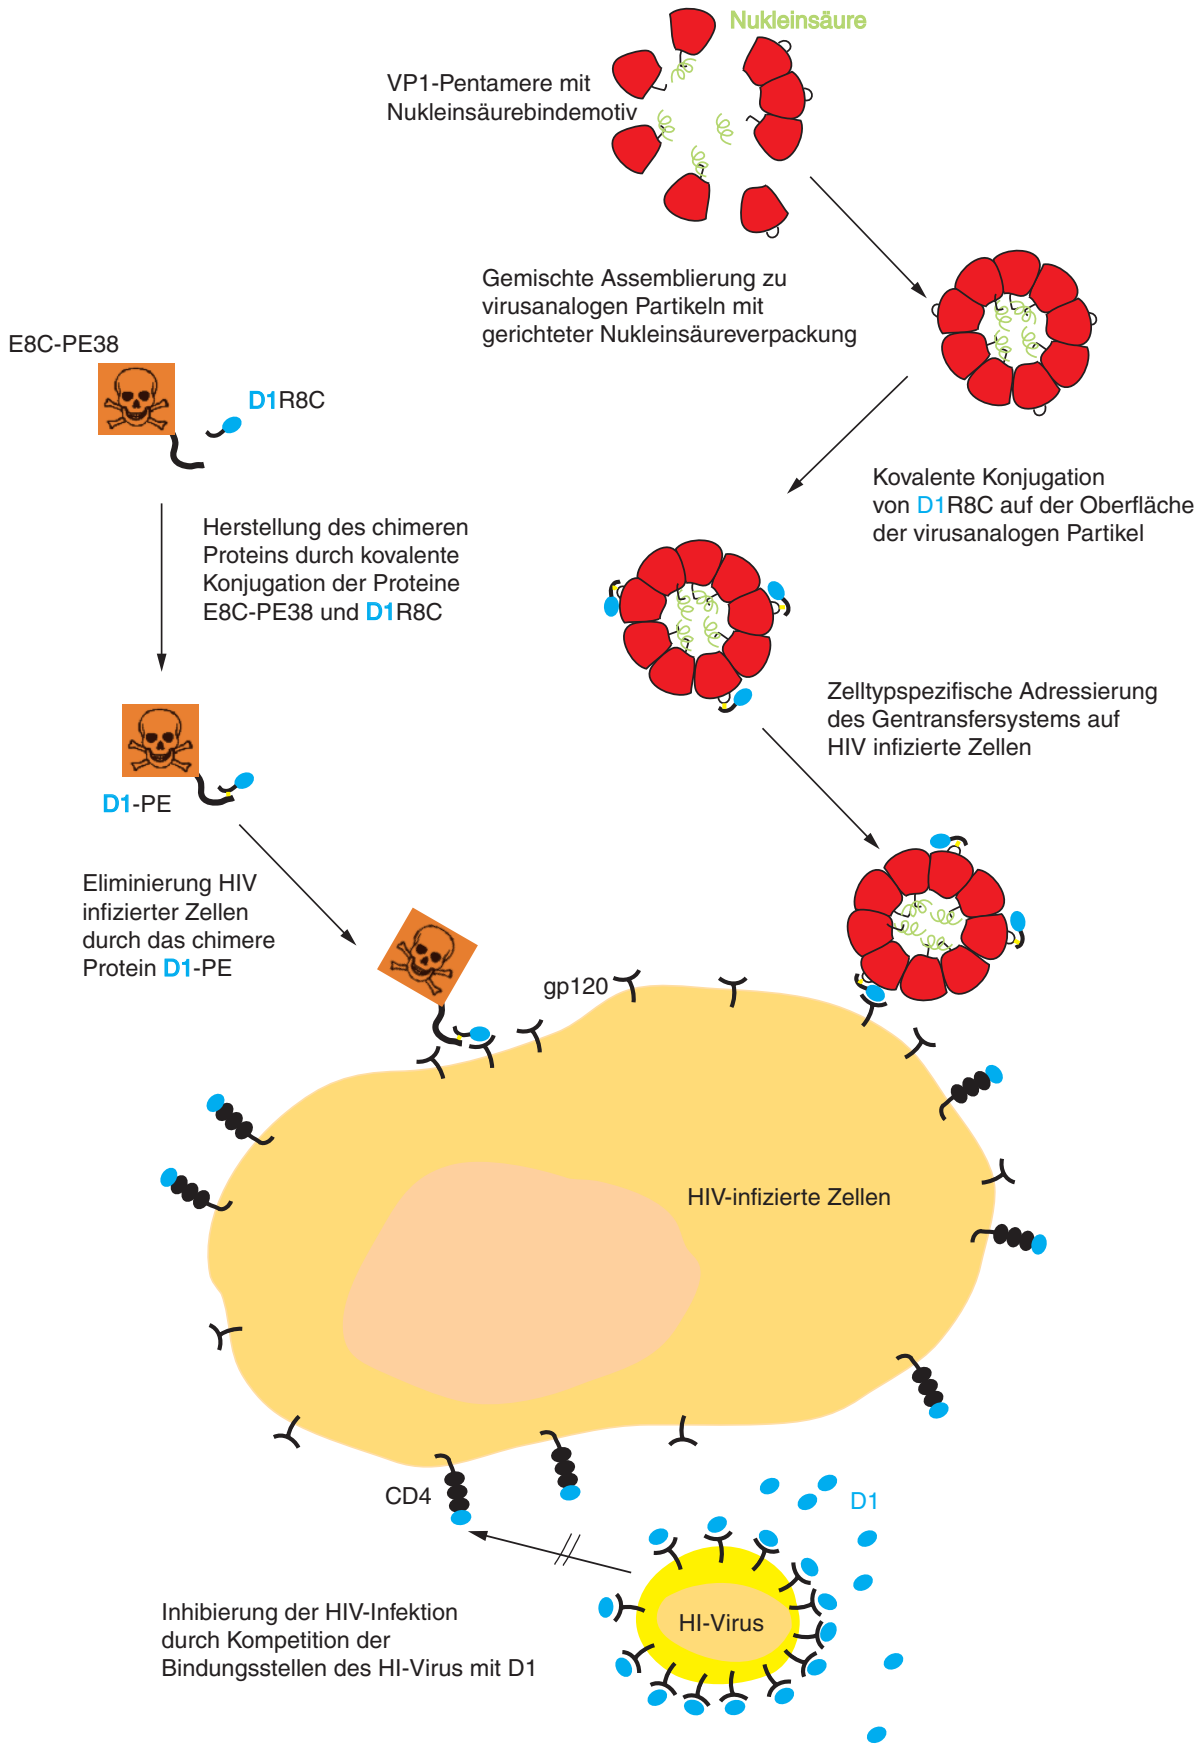 Nukleinsäure
VP1-Pentamere mit
Nukleinsäurebindemotiv
Gemischte Assemblierung zu
virusanalogen Partikeln mit
gerichteter Nukleinsäureverpackung
E8C-PE38
D1R8C
Kovalente Konjugation
von D1R8C auf der Oberfläche
der virusanalogen Partikel
Herstellung des chimeren
Proteins durch kovalente
Konjugation der Proteine
E8C-PE38 und D1R8C
Zelltypspezifische Adressierung
des Gentransfersystems auf
HIV infizierte Zellen
D1-PE
Eliminierung HIV
infizierter Zellen
durch das chimere
Protein D1-PE
gp120
HIV-infizierte Zellen
CD4
D1
HI-Virus
Inhibierung der HIV-Infektion
durch Kompetition der
Bindungsstellen des HI-Virus mit D1